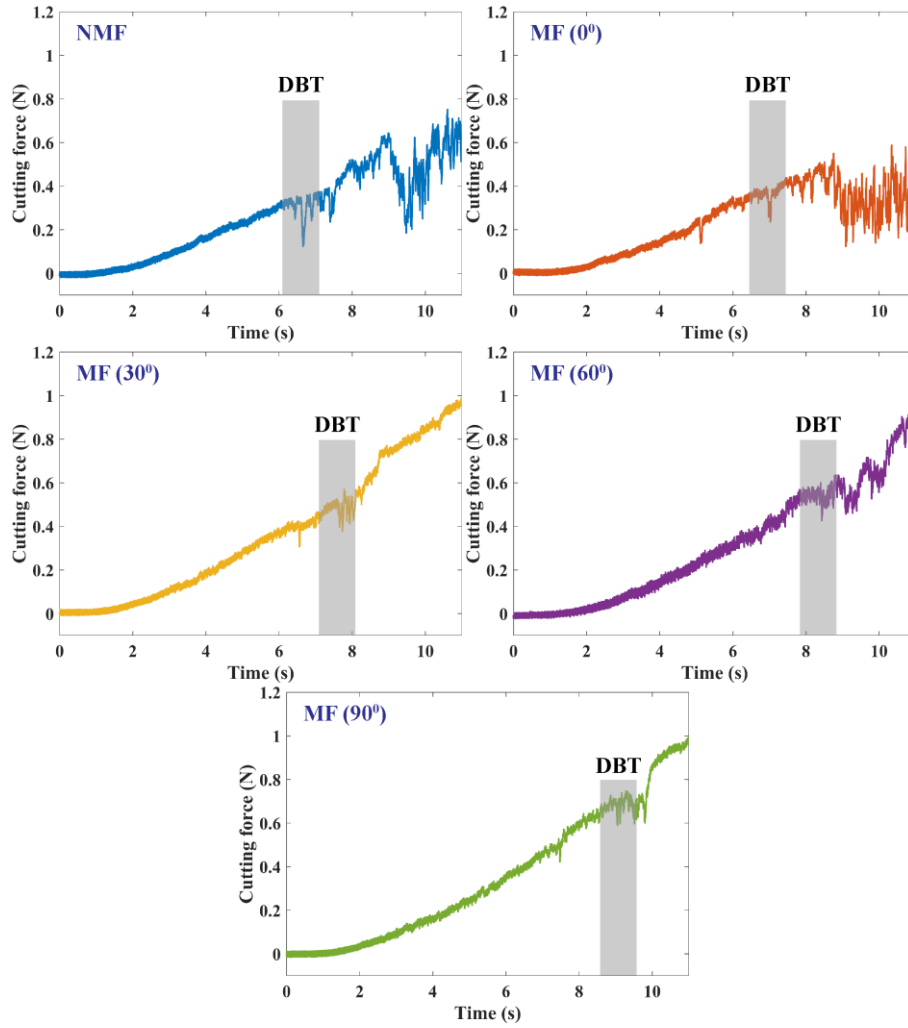 NMF
DBT
Cutting force (N)
1.2
1
0.8
0.6
0.4
0.2
0
0 2 4 6 8 10
Time (s)
MF (0⁰)
DBT
Cutting force (N)
1.2
1
0.8
0.6
0.4
0.2
0
0 2 4 6 8 10
Time (s)
MF (30⁰)
DBT
Cutting force (N)
1.2
1
0.8
0.6
0.4
0.2
0
0 2 4 6 8 10
Time (s)
MF (60⁰)
DBT
Cutting force (N)
1.2
1
0.8
0.6
0.4
0.2
0
0 2 4 6 8 10
Time (s)
MF (90⁰)
DBT
Cutting force (N)
1.2
1
0.8
0.6
0.4
0.2
0
0 2 4 6 8 10
Time (s)